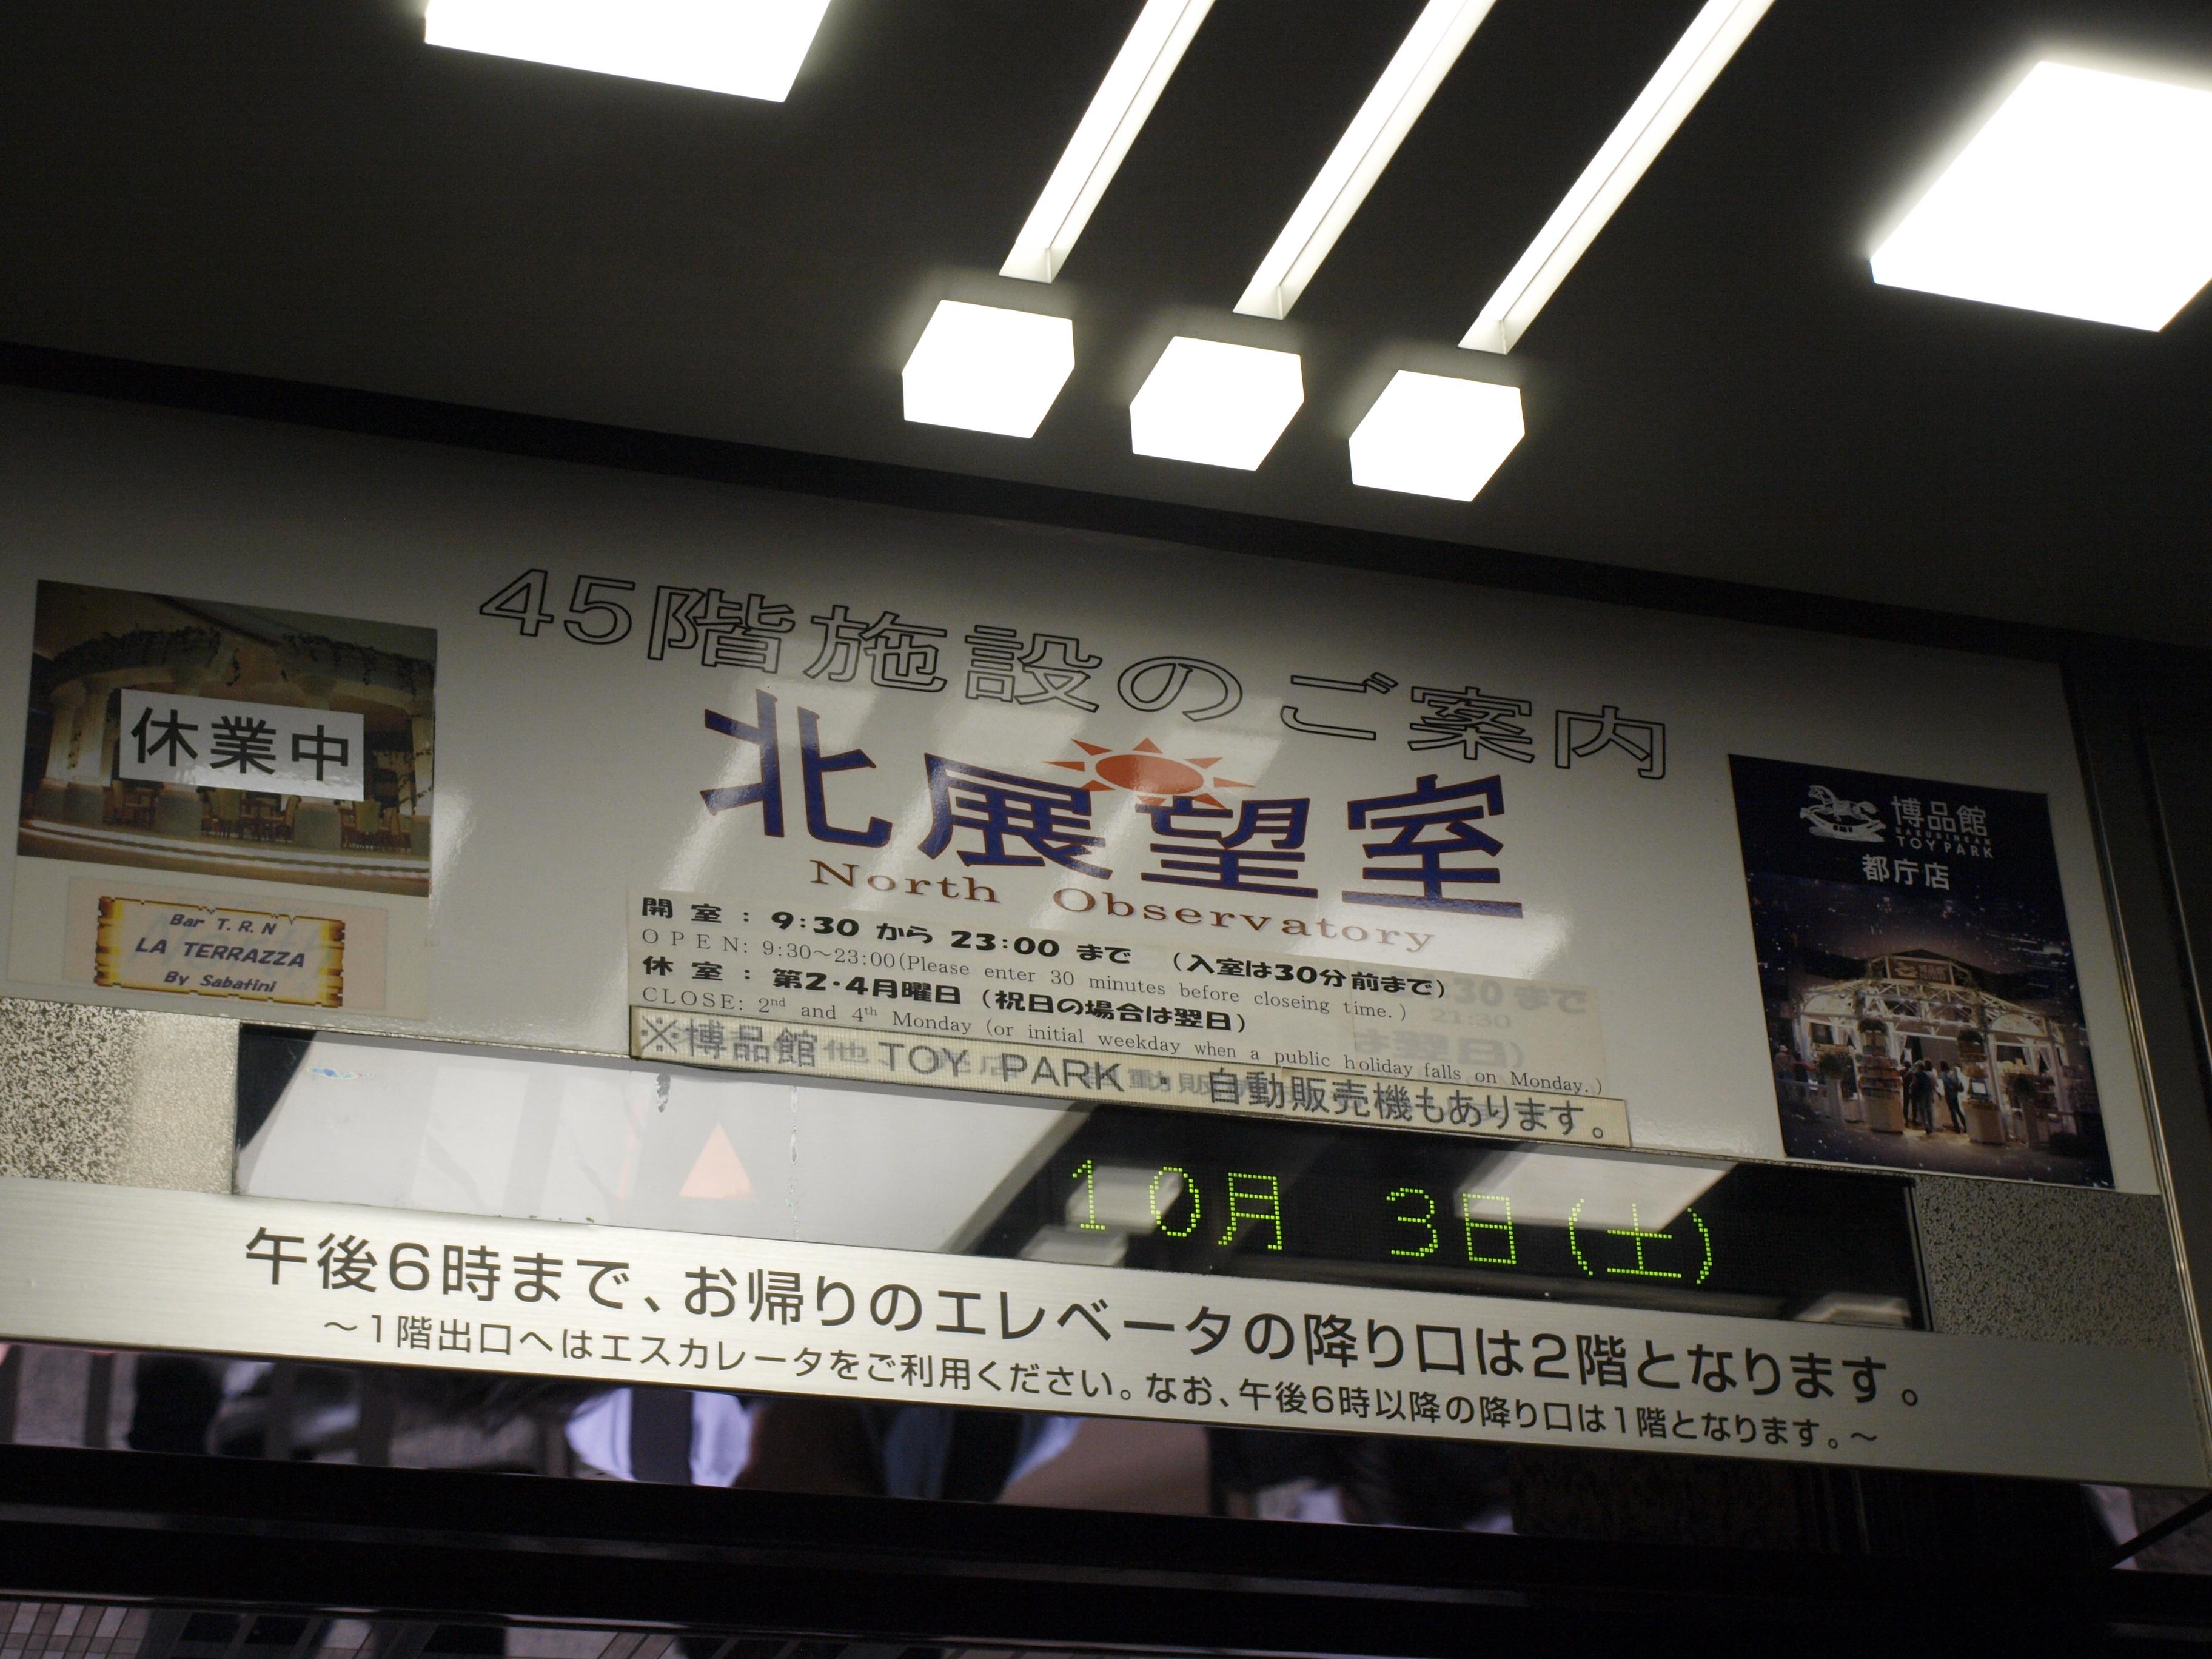 45階施設のご案内
北展望室
North Observatory
開 室 : 9:30 から 23:00 まで (入室は30分前まで)
OPEN: 9:30〜23:00(Please enter 30 minutes before closeing time.)
休 室 : 第2・4月曜日 (祝日の場合は翌日)
CLOSE: 2nd and 4th Monday (or initial weekday when a public holiday falls on Monday.)
※博品館 TOY PARK ・ 自動販売機もあります。
休業中
Bar T.R.N
LA TERRAZZA
By Sabatini
博品館
HAKUHINKAN
TOY PARK
都庁店
30 まで
21:30
は翌日)
10月 3日(土)
午後6時まで、お帰りのエレベータの降り口は2階となります。
〜1階出口へはエスカレータをご利用ください。なお、午後6時以降の降り口は1階となります。〜